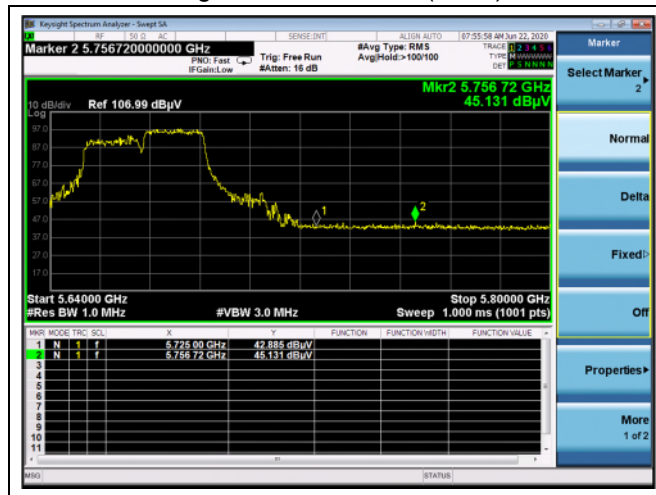 Keysight Spectrum Analyzer - Swept SA
RF 50 Ω AC SENSE:INT ALIGN AUTO 07:55:58 AM Jun 22, 2020
Marker 2 5.756720000000 GHz
PNO: Fast Trig: Free Run #Avg Type: RMS TRACE 1 2 3 4 5 6
IFGain:Low #Atten: 16 dB Avg|Hold:>100/100 TYPE M
DET P S N N N N
Mkr2 5.756 72 GHz
45.131 dBµV
10 dB/div Ref 106.99 dBµV
Log
97.0
87.0
77.0
67.0
57.0
47.0
37.0
27.0
17.0
1
2
Start 5.64000 GHz Stop 5.80000 GHz
#Res BW 1.0 MHz #VBW 3.0 MHz Sweep 1.000 ms (1001 pts)
MKR MODE TRC SCL X Y FUNCTION FUNCTION WIDTH FUNCTION VALUE
1 N 1 f 5.725 00 GHz 42.885 dBµV
2 N 1 f 5.756 72 GHz 45.131 dBµV
3
4
5
6
7
8
9
10
11
MSG STATUS
Marker
Select Marker
2
Normal
Delta
Fixed
Off
Properties
More
1 of 2